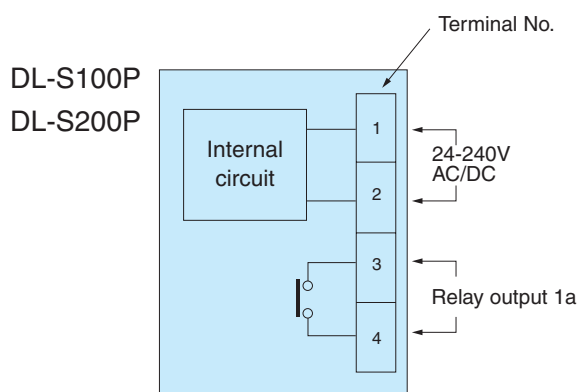 Terminal No.
DL-S100P
DL-S200P
Internal
circuit
1
2
3
4
24-240V
AC/DC
Relay output 1a